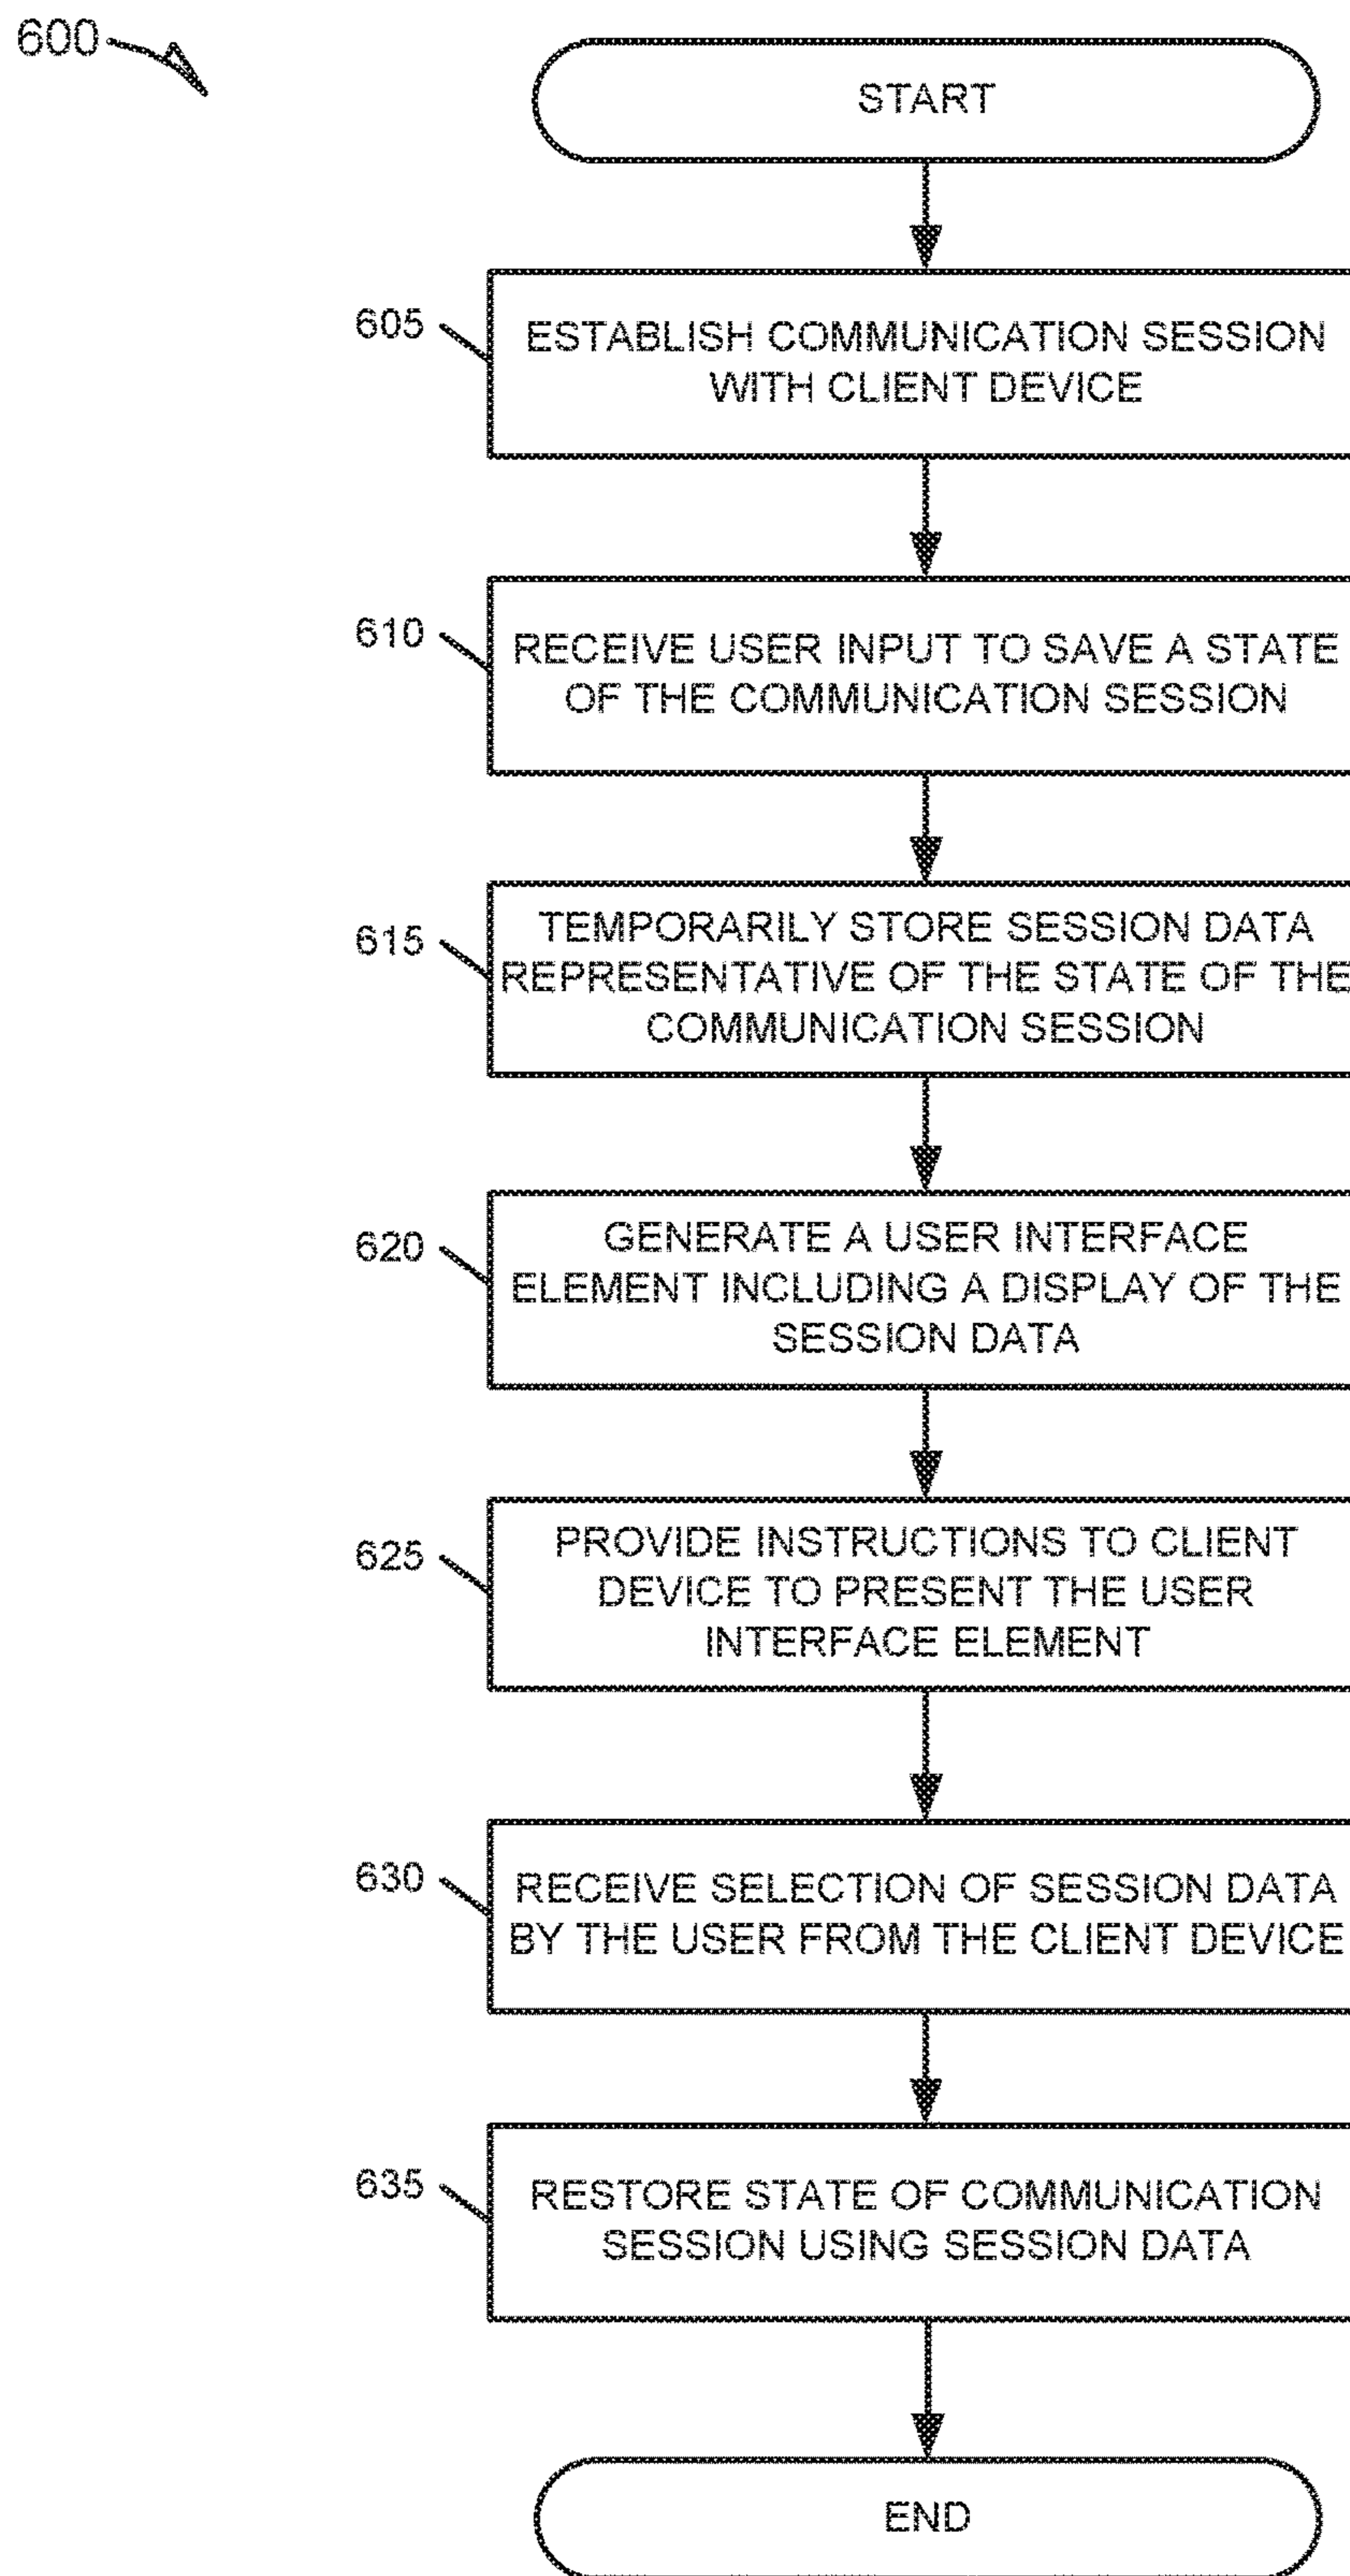 600
START
605
ESTABLISH COMMUNICATION SESSION
WITH CLIENT DEVICE
610
RECEIVE USER INPUT TO SAVE A STATE
OF THE COMMUNICATION SESSION
615
TEMPORARILY STORE SESSION DATA
REPRESENTATIVE OF THE STATE OF THE
COMMUNICATION SESSION
620
GENERATE A USER INTERFACE
ELEMENT INCLUDING A DISPLAY OF THE
SESSION DATA
625
PROVIDE INSTRUCTIONS TO CLIENT
DEVICE TO PRESENT THE USER
INTERFACE ELEMENT
630
RECEIVE SELECTION OF SESSION DATA
BY THE USER FROM THE CLIENT DEVICE
635
RESTORE STATE OF COMMUNICATION
SESSION USING SESSION DATA
END